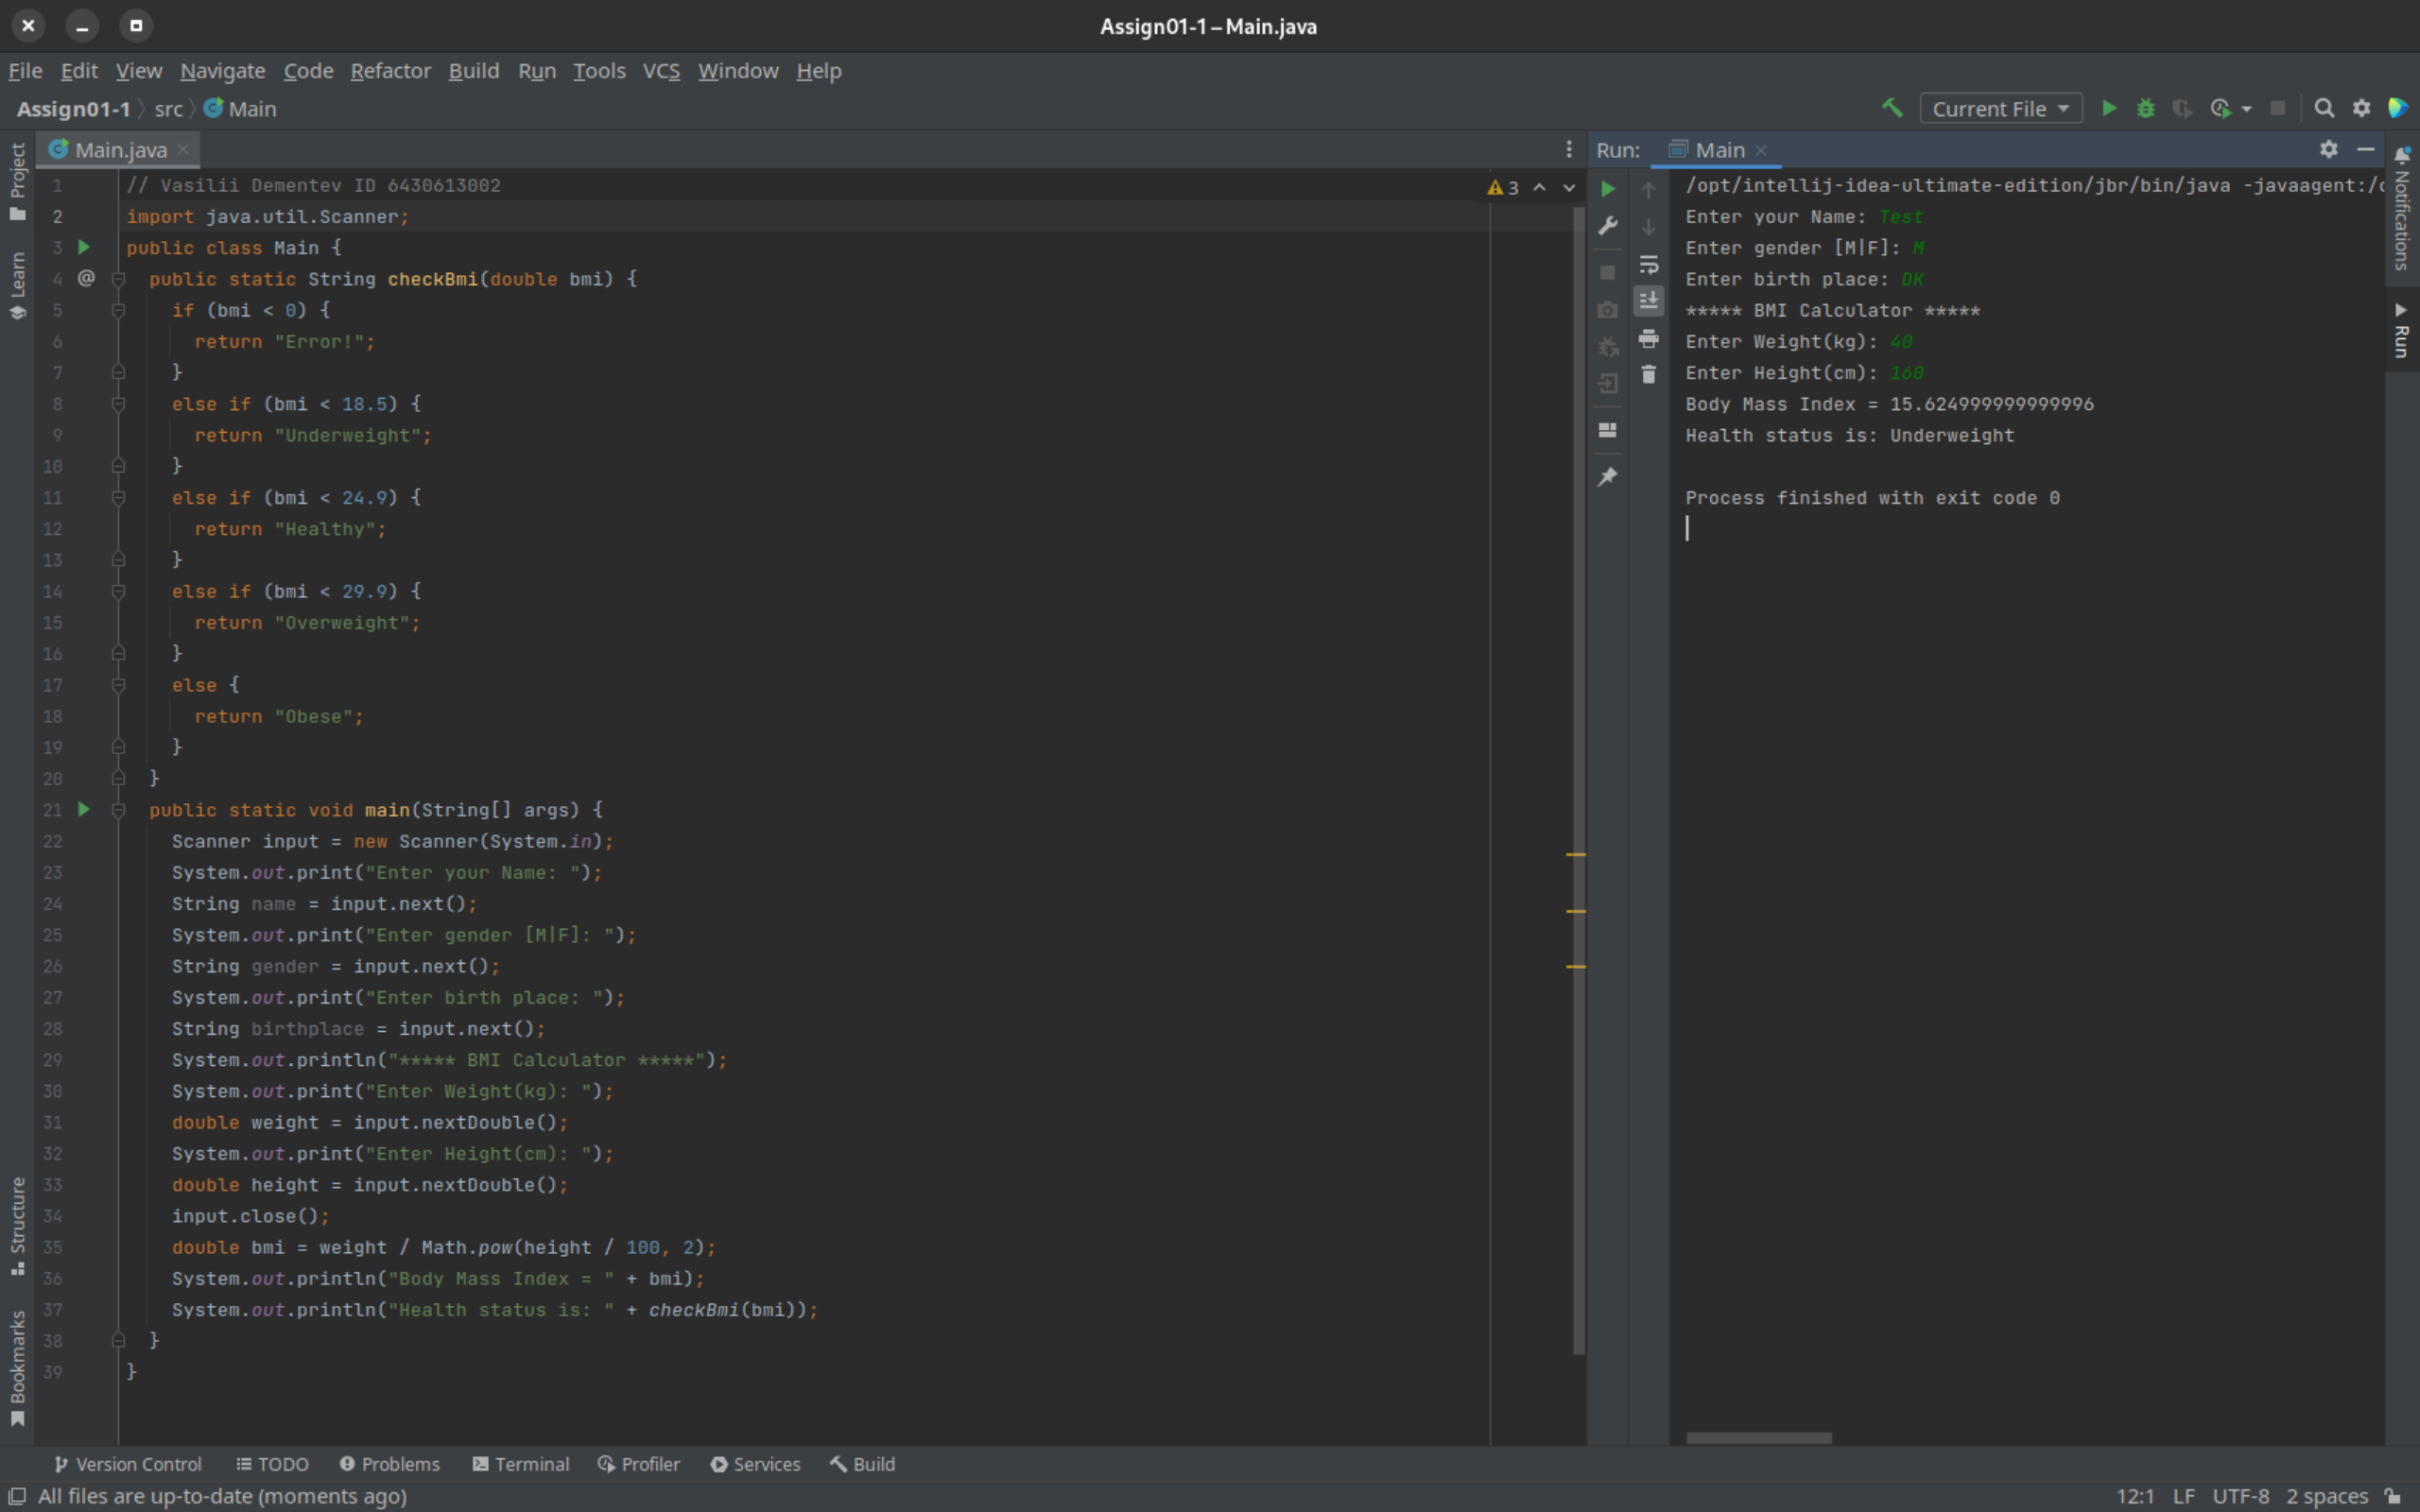 Assign01-1 – Main.java
File Edit View Navigate Code Refactor Build Run Tools VCS Window Help
Assign01-1 src Main
Current File
Main.java
Run: Main
Project
Learn
Structure
Bookmarks
3
1 // Vasilii Dementev ID 6430613002
2 import java.util.Scanner;
3 public class Main {
4 @ public static String checkBmi(double bmi) {
5 if (bmi < 0) {
6 return "Error!";
7 }
8 else if (bmi < 18.5) {
9 return "Underweight";
10 }
11 else if (bmi < 24.9) {
12 return "Healthy";
13 }
14 else if (bmi < 29.9) {
15 return "Overweight";
16 }
17 else {
18 return "Obese";
19 }
20 }
21 public static void main(String[] args) {
22 Scanner input = new Scanner(System.in);
23 System.out.print("Enter your Name: ");
24 String name = input.next();
25 System.out.print("Enter gender [M|F]: ");
26 String gender = input.next();
27 System.out.print("Enter birth place: ");
28 String birthplace = input.next();
29 System.out.println("***** BMI Calculator *****");
30 System.out.print("Enter Weight(kg): ");
31 double weight = input.nextDouble();
32 System.out.print("Enter Height(cm): ");
33 double height = input.nextDouble();
34 input.close();
35 double bmi = weight / Math.pow(height / 100, 2);
36 System.out.println("Body Mass Index = " + bmi);
37 System.out.println("Health status is: " + checkBmi(bmi));
38 }
39 }
/opt/intellij-idea-ultimate-edition/jbr/bin/java -javaagent:/
Enter your Name: Test
Enter gender [M|F]: M
Enter birth place: DK
***** BMI Calculator *****
Enter Weight(kg): 40
Enter Height(cm): 160
Body Mass Index = 15.624999999999996
Health status is: Underweight
Process finished with exit code 0
Notifications
Run
Version Control TODO Problems Terminal Profiler Services Build
All files are up-to-date (moments ago)
12:1 LF UTF-8 2 spaces